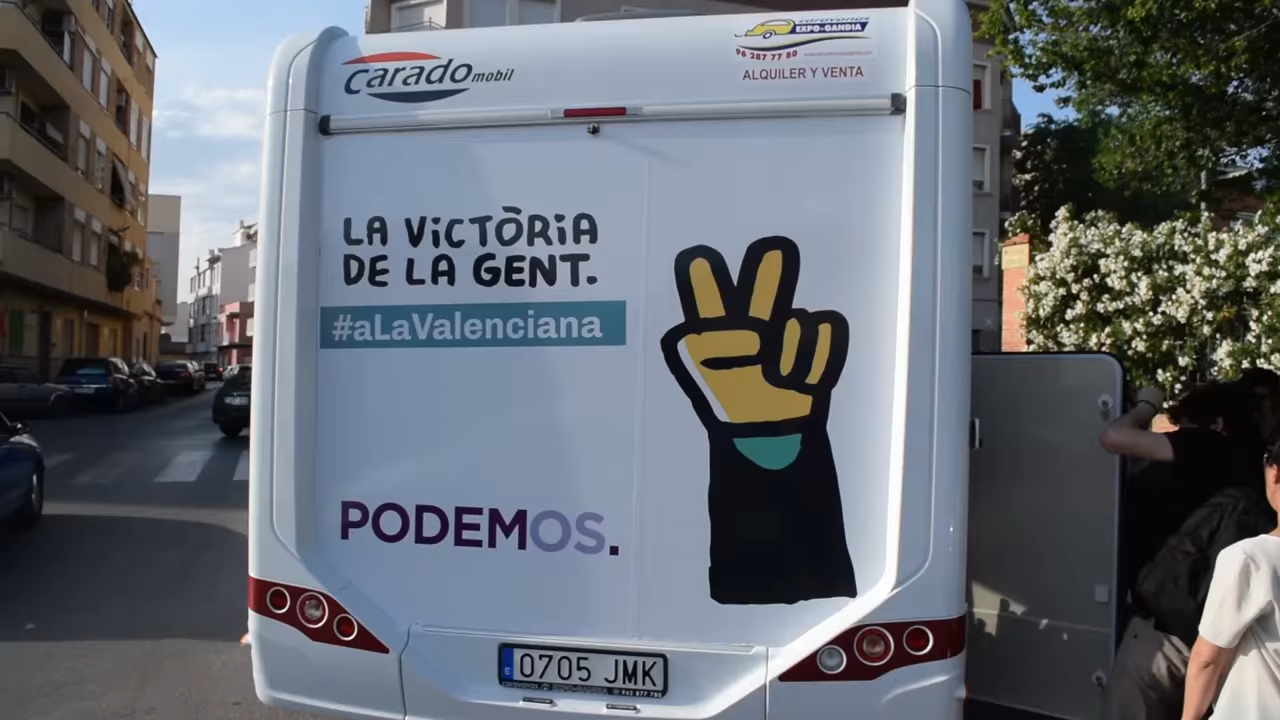 carado mobil
caravanas
EXPO-GANDIA
96 287 77 80
ALQUILER Y VENTA
LA VICTÒRIA
DE LA GENT.
#aLaValenciana
PODEMOS.
0705 JMK